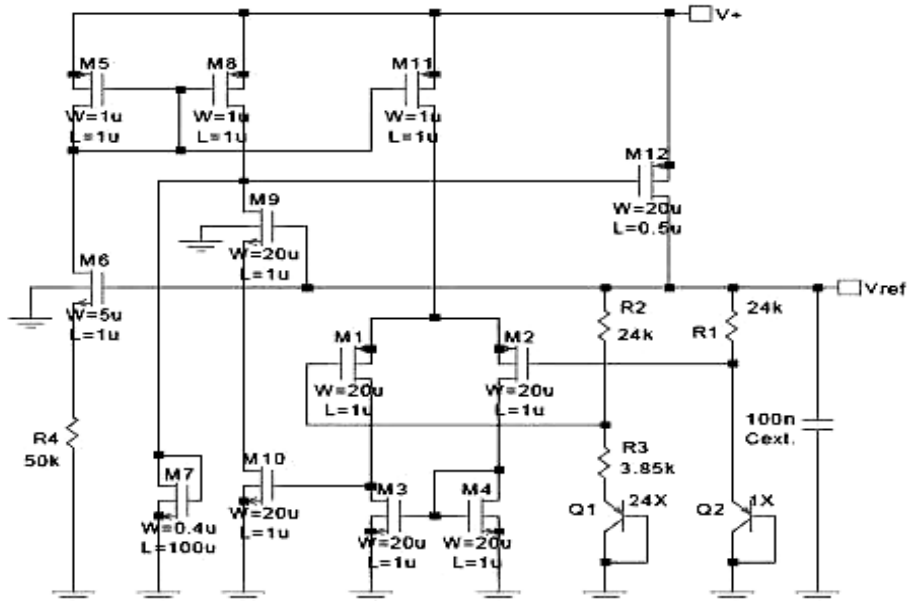 V+
M5
W=1u
L=1u
M8
W=1u
L=1u
M11
W=1u
L=1u
M12
W=20u
L=0.5u
M9
W=20u
L=1u
M6
W=5u
L=1u
Vref
R2
24k
24k
R1
M1
W=20u
L=1u
M2
W=20u
L=1u
100n
Cext.
R4
50k
R3
3.85k
M7
W=0.4u
L=100u
M10
W=20u
L=1u
M3
W=20u
L=1u
M4
W=20u
L=1u
Q1
24X
Q2
1X